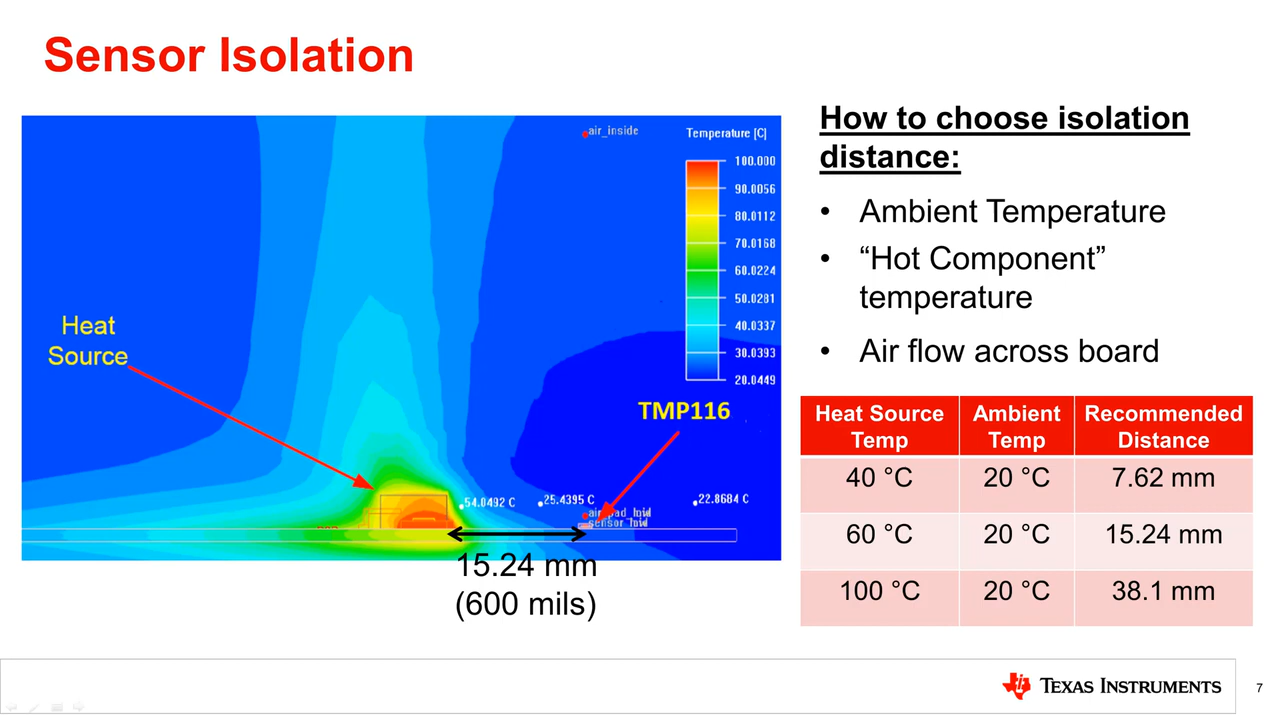 Sensor Isolation
air_inside
Temperature [C]
100.000
90.0056
80.0112
70.0168
60.0224
50.0281
40.0337
30.0393
20.0449
Heat
Source
TMP116
54.0492 C
25.4395 C
22.8684 C
15.24 mm
(600 mils)
How to choose isolation
distance:
• Ambient Temperature
• “Hot Component”
temperature
• Air flow across board
Heat Source Temp | Ambient Temp | Recommended Distance
40 °C | 20 °C | 7.62 mm
60 °C | 20 °C | 15.24 mm
100 °C | 20 °C | 38.1 mm
TEXAS INSTRUMENTS
7